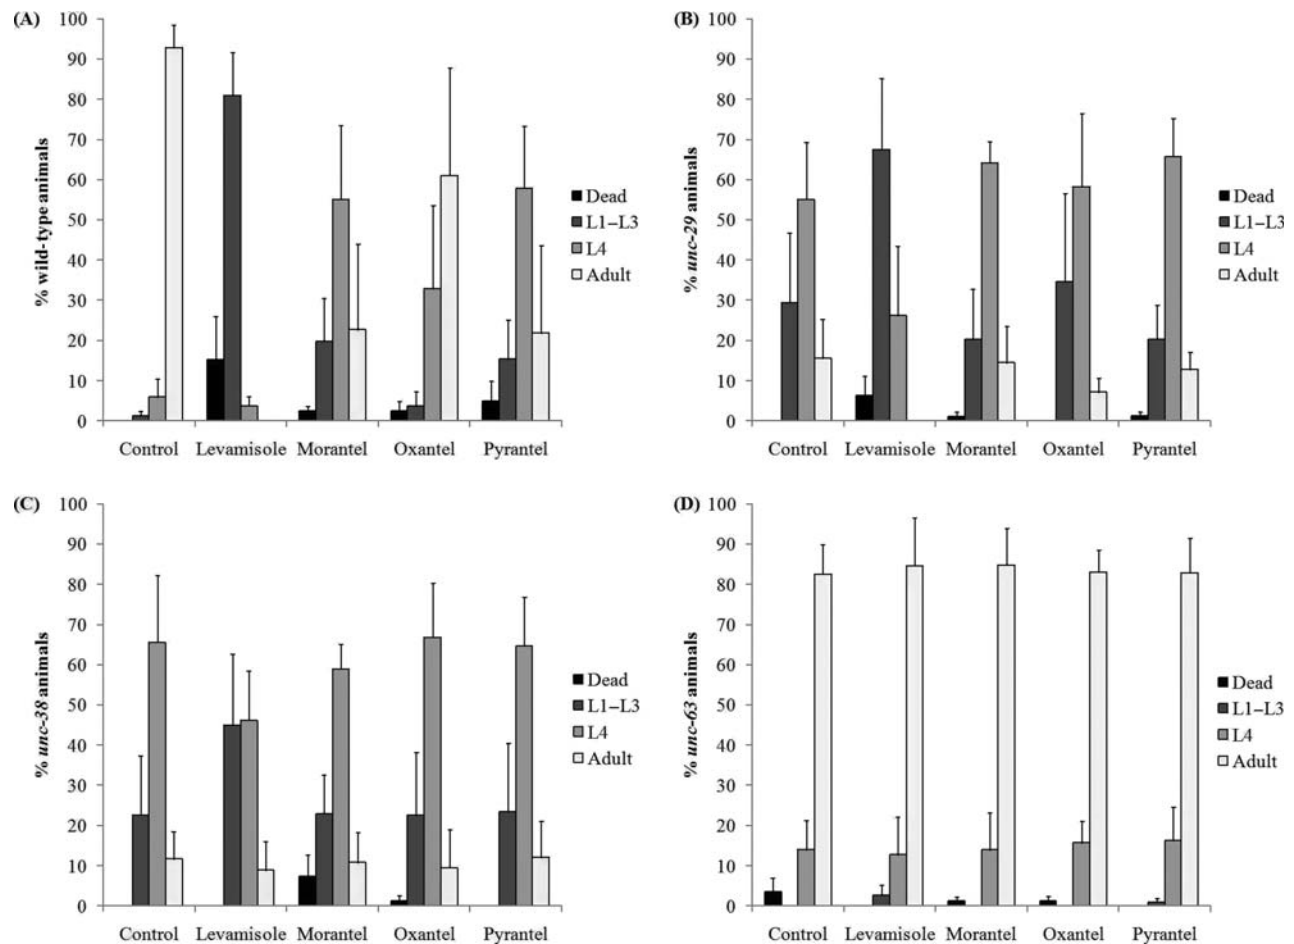 (A)
% wild-type animals
100
90
80
70
60
50
40
30
20
10
0
Control Levamisole Morantel Oxantel Pyrantel
Dead
L1–L3
L4
Adult
(B)
% unc-29 animals
100
90
80
70
60
50
40
30
20
10
0
Control Levamisole Morantel Oxantel Pyrantel
Dead
L1–L3
L4
Adult
(C)
% unc-38 animals
100
90
80
70
60
50
40
30
20
10
0
Control Levamisole Morantel Oxantel Pyrantel
Dead
L1–L3
L4
Adult
(D)
% unc-63 animals
100
90
80
70
60
50
40
30
20
10
0
Control Levamisole Morantel Oxantel Pyrantel
Dead
L1–L3
L4
Adult